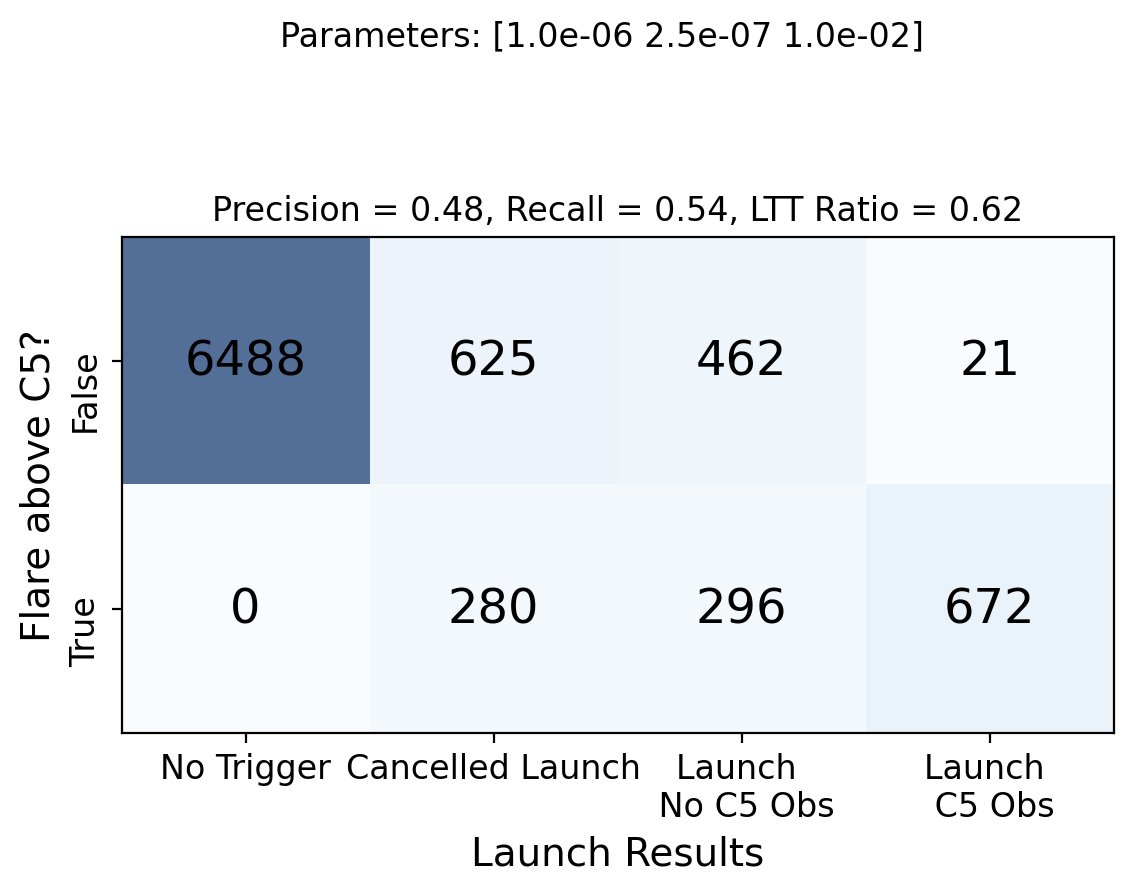 Parameters: [1.0e-06 2.5e-07 1.0e-02]
Precision = 0.48, Recall = 0.54, LTT Ratio = 0.62
Flare above C5?
False
6488 625 462 21
True
0 280 296 672
No Trigger Cancelled Launch Launch Launch
No C5 Obs C5 Obs
Launch Results